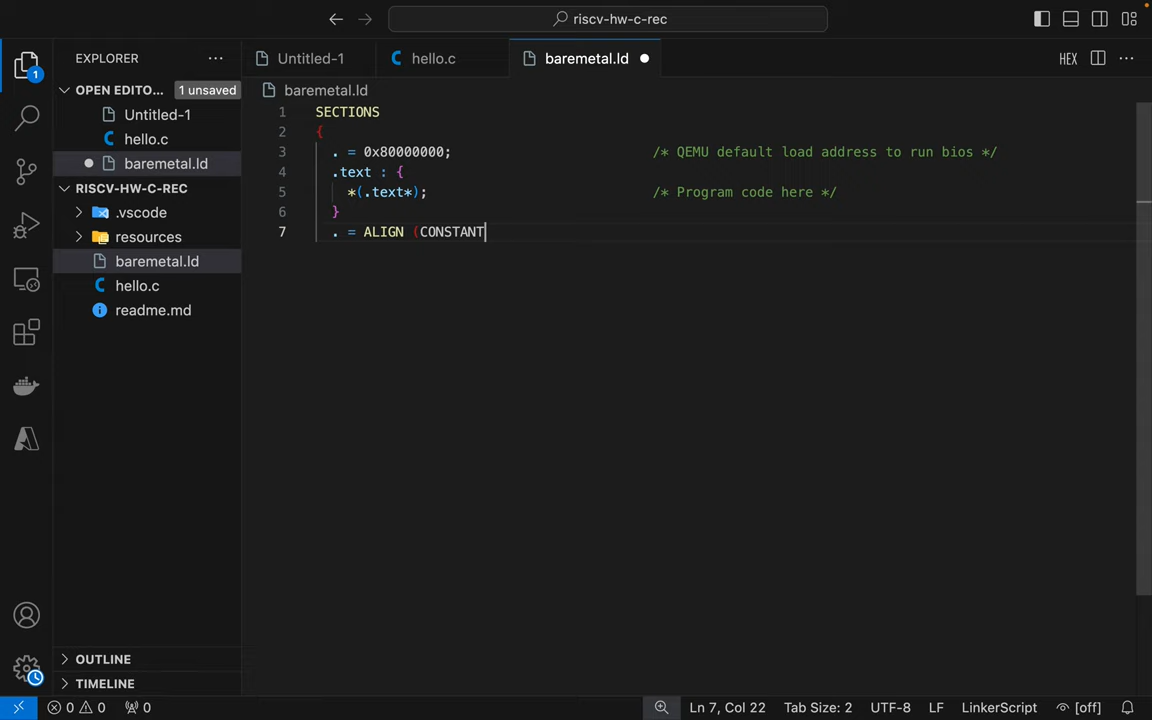 riscv-hw-c-rec
EXPLORER
OPEN EDITO... 1 unsaved
Untitled-1
hello.c
baremetal.ld
RISCV-HW-C-REC
.vscode
resources
baremetal.ld
hello.c
readme.md
OUTLINE
TIMELINE
1
Untitled-1 hello.c baremetal.ld HEX
baremetal.ld
1 SECTIONS
2 {
3 . = 0x80000000; /* QEMU default load address to run bios */
4 .text : {
5 *(.text*); /* Program code here */
6 }
7 . = ALIGN (CONSTANT
0 0 0 Ln 7, Col 22 Tab Size: 2 UTF-8 LF LinkerScript [off]